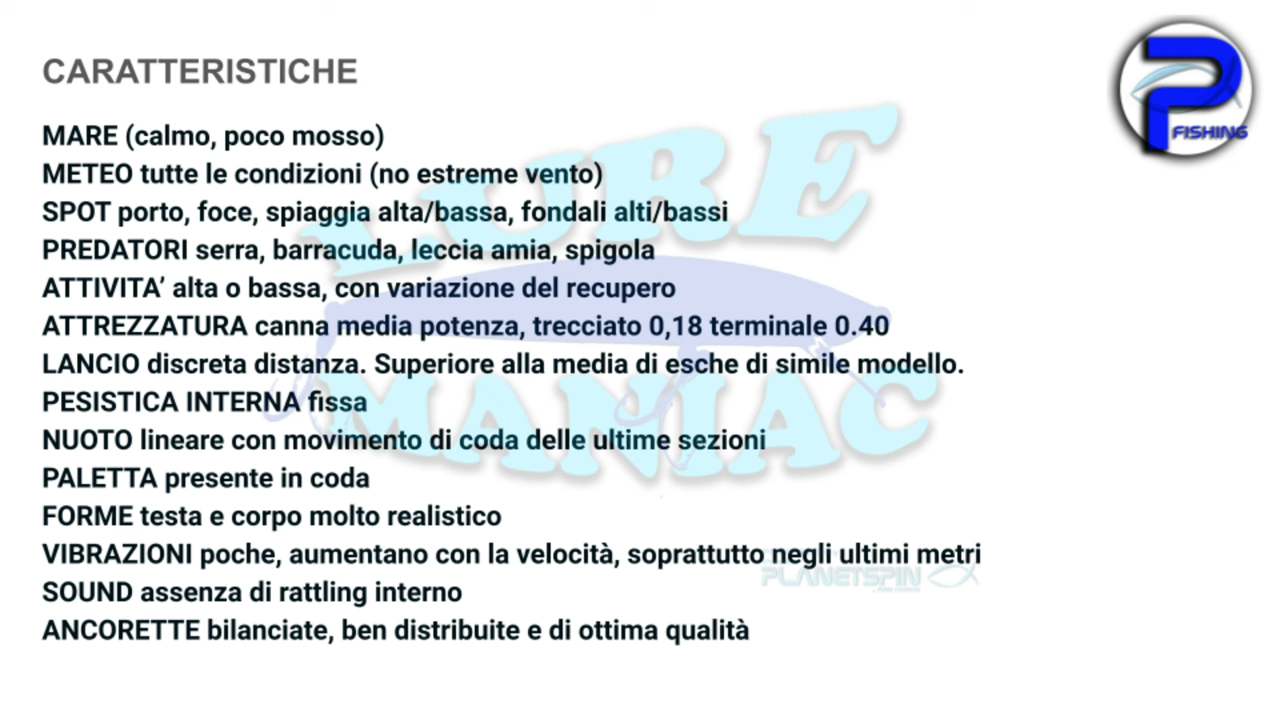 CARATTERISTICHE
P FISHING
MARE (calmo, poco mosso)
METEO tutte le condizioni (no estreme vento)
SPOT porto, foce, spiaggia alta/bassa, fondali alti/bassi
PREDATORI serra, barracuda, leccia amia, spigola
ATTIVITA’ alta o bassa, con variazione del recupero
ATTREZZATURA canna media potenza, trecciato 0,18 terminale 0.40
LANCIO discreta distanza. Superiore alla media di esche di simile modello.
PESISTICA INTERNA fissa
NUOTO lineare con movimento di coda delle ultime sezioni
PALETTA presente in coda
FORME testa e corpo molto realistico
VIBRAZIONI poche, aumentano con la velocità, soprattutto negli ultimi metri
SOUND assenza di rattling interno
ANCORETTE bilanciate, ben distribuite e di ottima qualità
LURE
MANIAC
PLANETSPIN